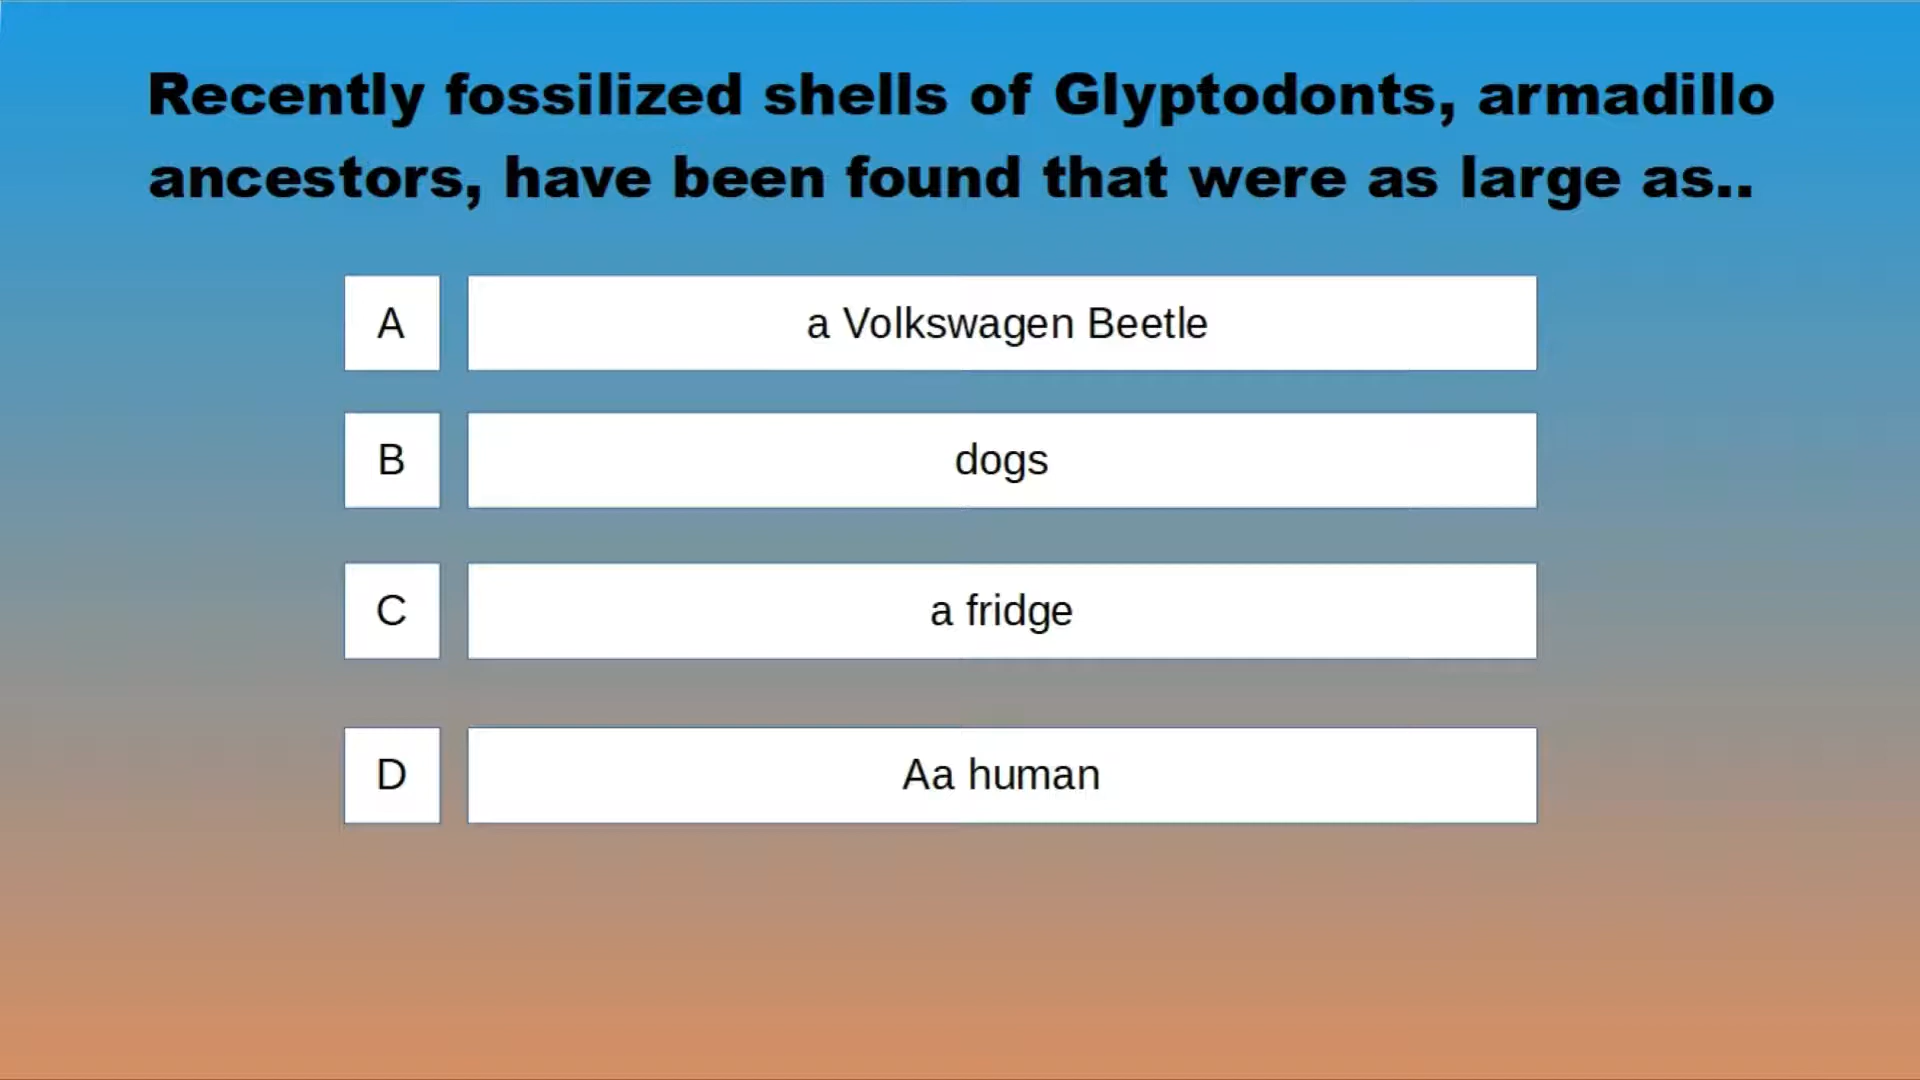 Recently fossilized shells of Glyptodonts, armadillo
ancestors, have been found that were as large as..
A
a Volkswagen Beetle
B
dogs
C
a fridge
D
Aa human